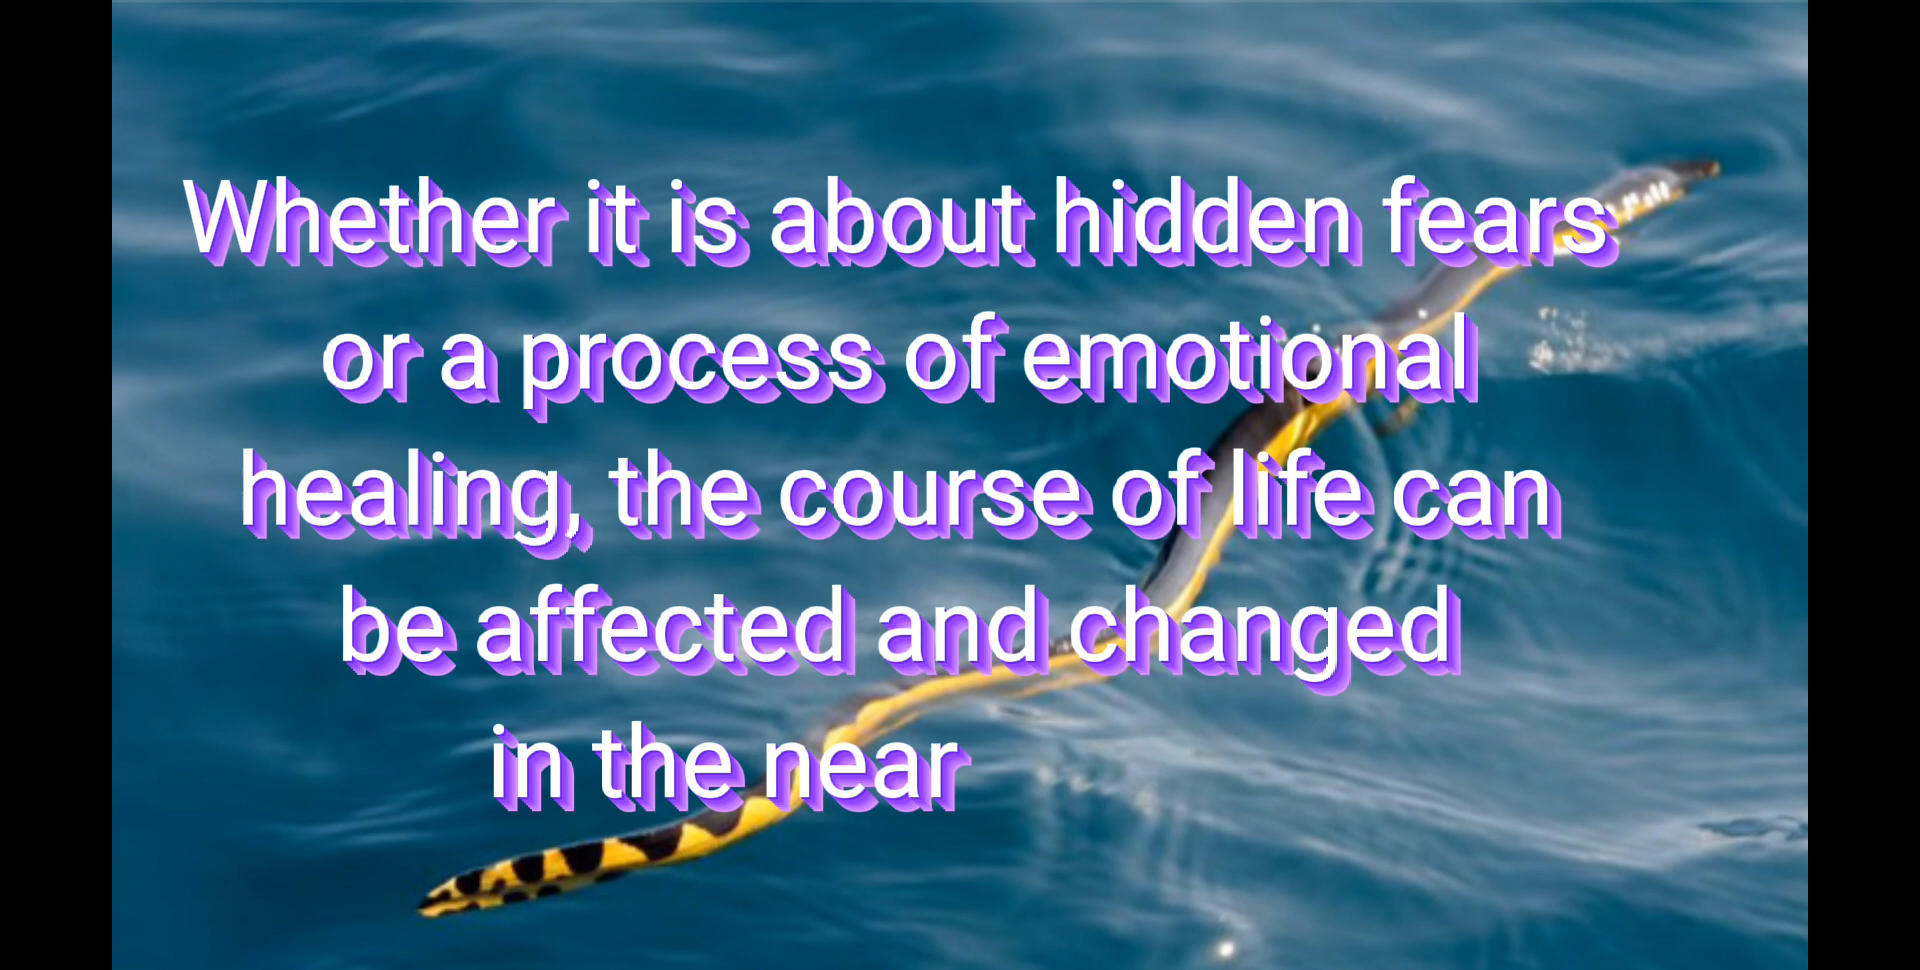 Whether it is about hidden fears
or a process of emotional
healing, the course of life can
be affected and changed
in the near